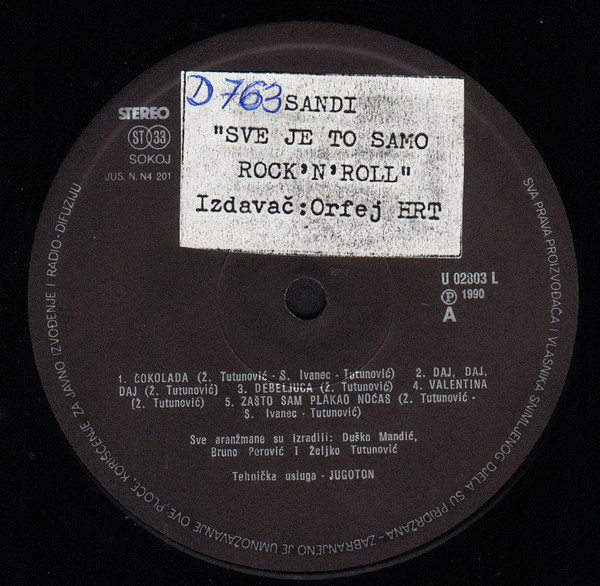 D 763 SANDI
"SVE JE TO SAMO
ROCK'N'ROLL"
Izdavač:Orfej HRT
STEREO
ST 33
SOKOJ
JUS. N. N4 201
U 02803 L
Ⓟ 1990
A
1. ČOKOLADA (Ž. Tutunović - S. Ivanec - Tutunović) 2. DAJ, DAJ,
DAJ (Ž. Tutunović) 3. DEBELJUCA (Ž. Tutunović) 4. VALENTINA
(Ž. Tutunović) 5. ZAŠTO SAM PLAKAO NOĆAS (Ž. Tutunović -
S. Ivanec - Tutunović)
Sve aranžmane su izradili: Duško Mandić,
Bruno Perović i Željko Tutunović
Tehnička usluga - JUGOTON
SVA PRAVA PROIZVOĐAČA I VLASNIKA SNIMLJENOG DJELA SU PRIDRŽANA - ZABRANJENO JE UMNOŽAVANJE OVE PLOČE, KORIŠĆENJE ZA JAVNO IZVOĐENJE I RADIO-DIFUZIJU